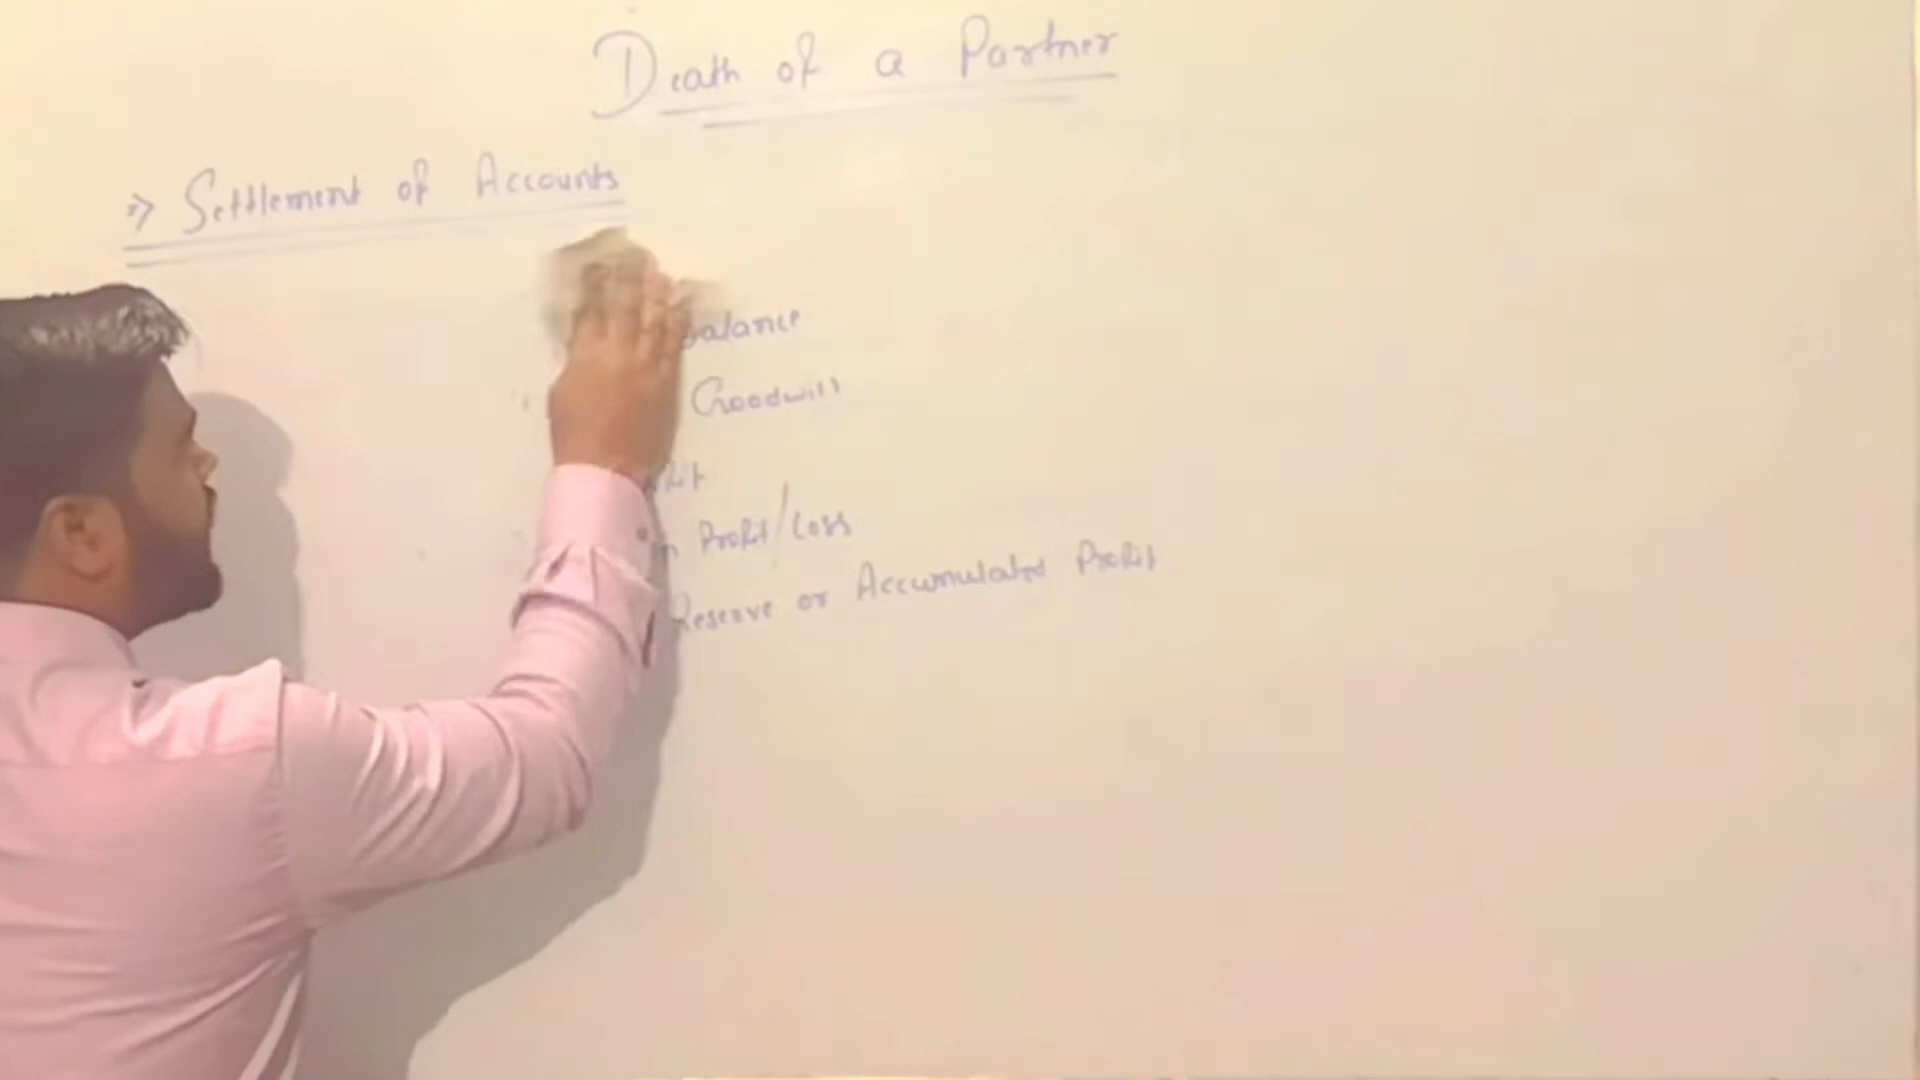 Death of a Partner
=> Settlement of Accounts
Balance
Goodwill
Profit/Loss
Reserve or Accumulated Profit